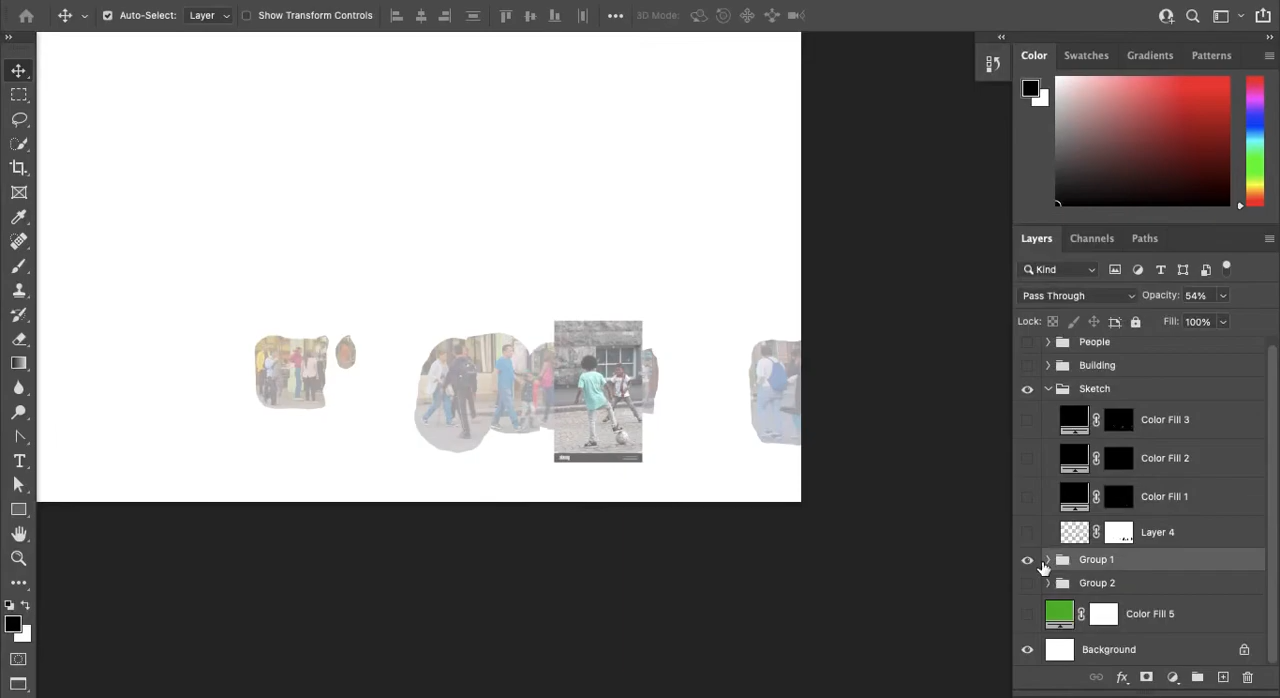 Auto-Select: Layer Show Transform Controls 3D Mode:
Color Swatches Gradients Patterns
Layers Channels Paths
Kind
Pass Through Opacity: 54%
Lock: Fill: 100%
People
Building
Sketch
Color Fill 3
Color Fill 2
Color Fill 1
Layer 4
Group 1
Group 2
Color Fill 5
Background